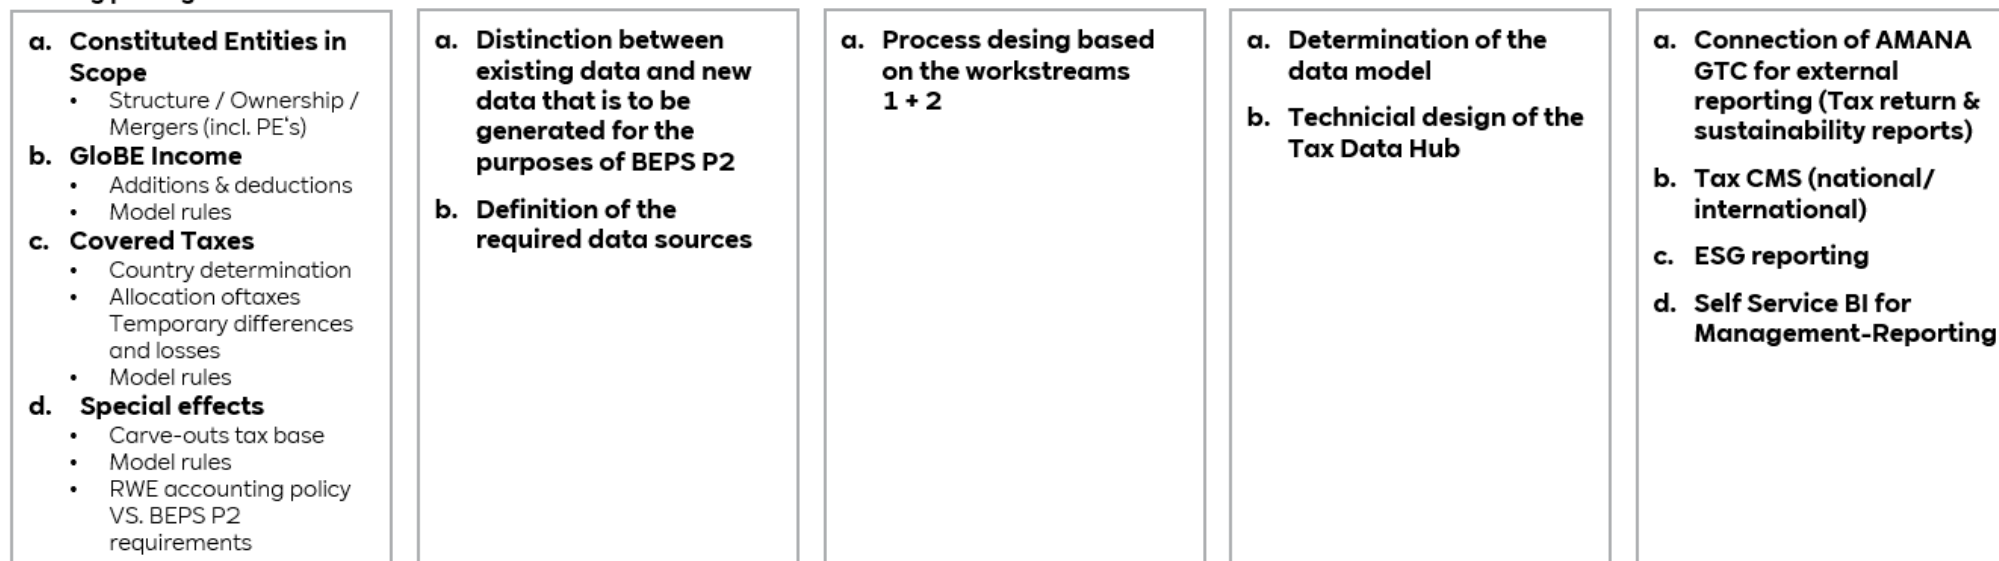 a. Constituted Entities in
Scope
• Structure / Ownership /
Mergers (incl. PE‘s)
b. GloBE Income
• Additions & deductions
• Model rules
c. Covered Taxes
• Country determination
• Allocation oftaxes
Temporary differences
and losses
• Model rules
d. Special effects
• Carve-outs tax base
• Model rules
• RWE accounting policy
VS. BEPS P2
requirements
a. Distinction between
existing data and new
data that is to be
generated for the
purposes of BEPS P2
b. Definition of the
required data sources
a. Process desing based
on the workstreams
1 + 2
a. Determination of the
data model
b. Technicial design of the
Tax Data Hub
a. Connection of AMANA
GTC for external
reporting (Tax return &
sustainability reports)
b. Tax CMS (national/
international)
c. ESG reporting
d. Self Service BI for
Management-Reporting